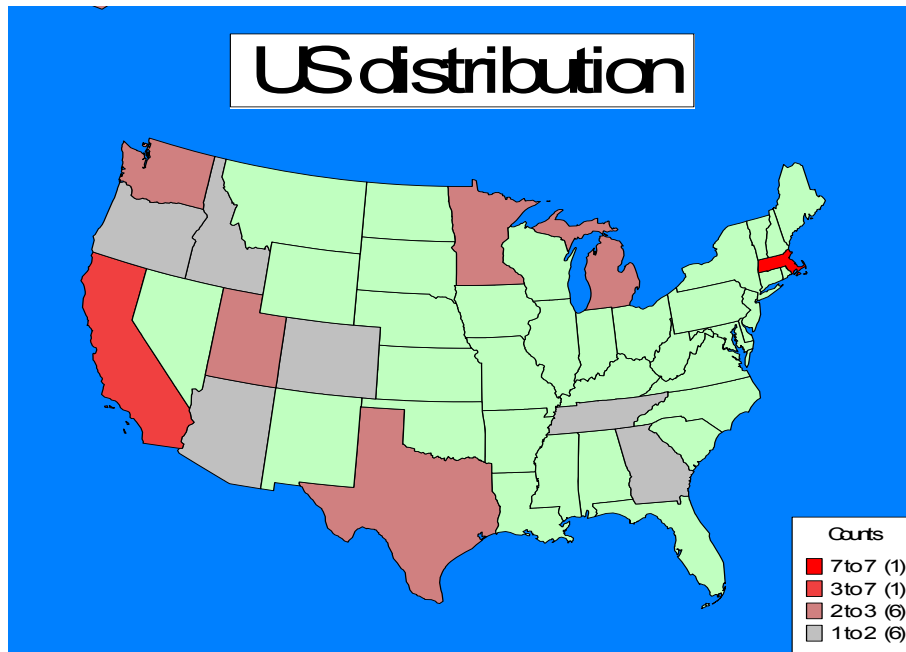 US distribution
Counts
7 to 7 (1)
3 to 7 (1)
2 to 3 (6)
1 to 2 (6)